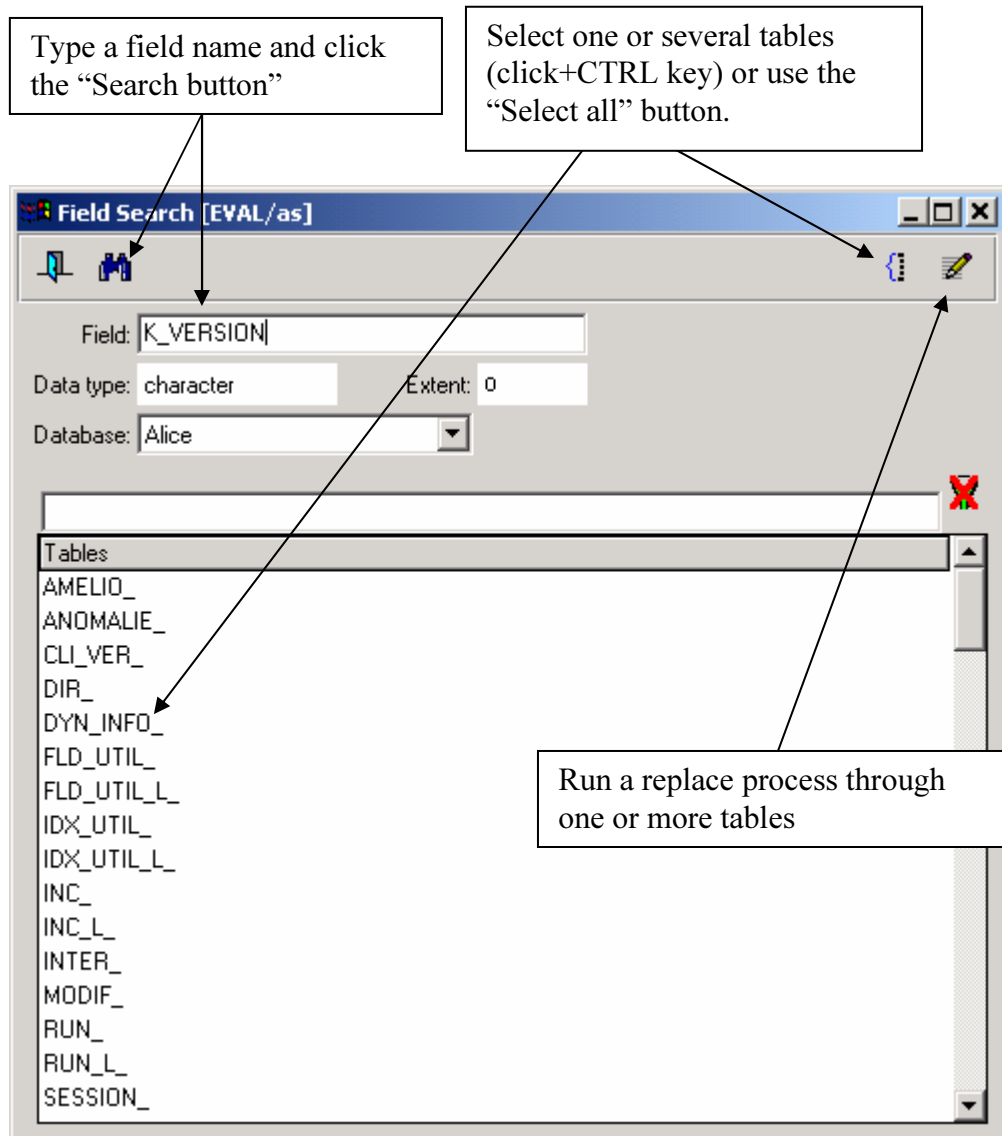 Type a field name and click
the “Search button”
Select one or several tables
(click+CTRL key) or use the
“Select all” button.
Field Search [EVAL/as]
Field: K_VERSION
Data type: character Extent: 0
Database: Alice
Tables
AMELIO_
ANOMALIE_
CLI_VER_
DIR_
DYN_INFO_
FLD_UTIL_
FLD_UTIL_L_
IDX_UTIL_
IDX_UTIL_L_
INC_
INC_L_
INTER_
MODIF_
RUN_
RUN_L_
SESSION_
Run a replace process through
one or more tables